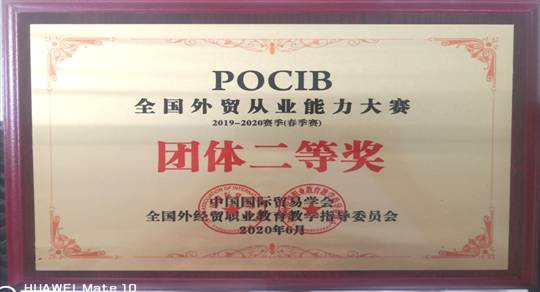 POCIB
全国外贸从业能力大赛
2019-2020赛季(春季赛)
团体二等奖
中国国际贸易学会
全国外经贸职业教育教学指导委员会
2020年6月
HUAWEI Mate 10